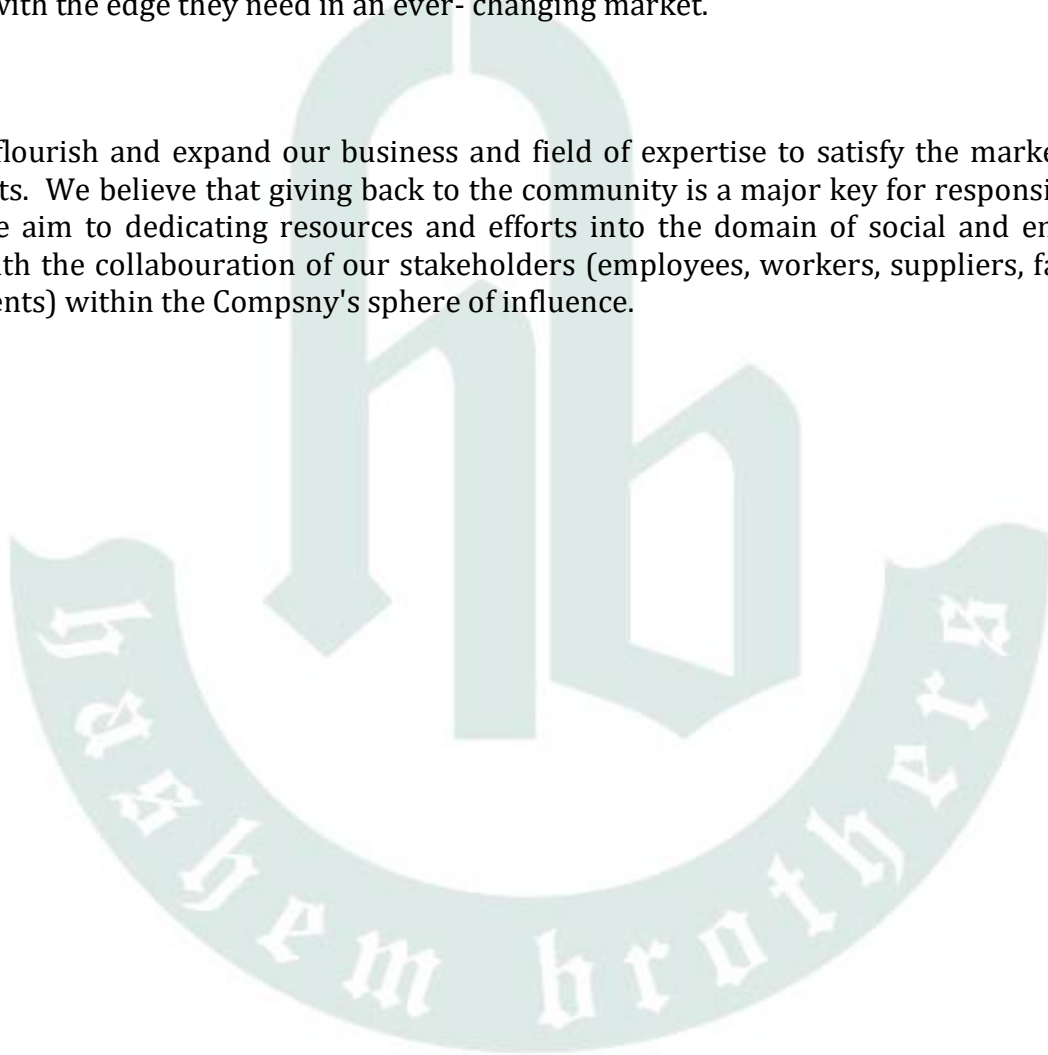 with the edge they need in an ever- changing market.
flourish and expand our business and field of expertise to satisfy the marke
ts. We believe that giving back to the community is a major key for responsi
e aim to dedicating resources and efforts into the domain of social and en
ith the collabouration of our stakeholders (employees, workers, suppliers, fa
ents) within the Compsny's sphere of influence.
hb
hashem brothers